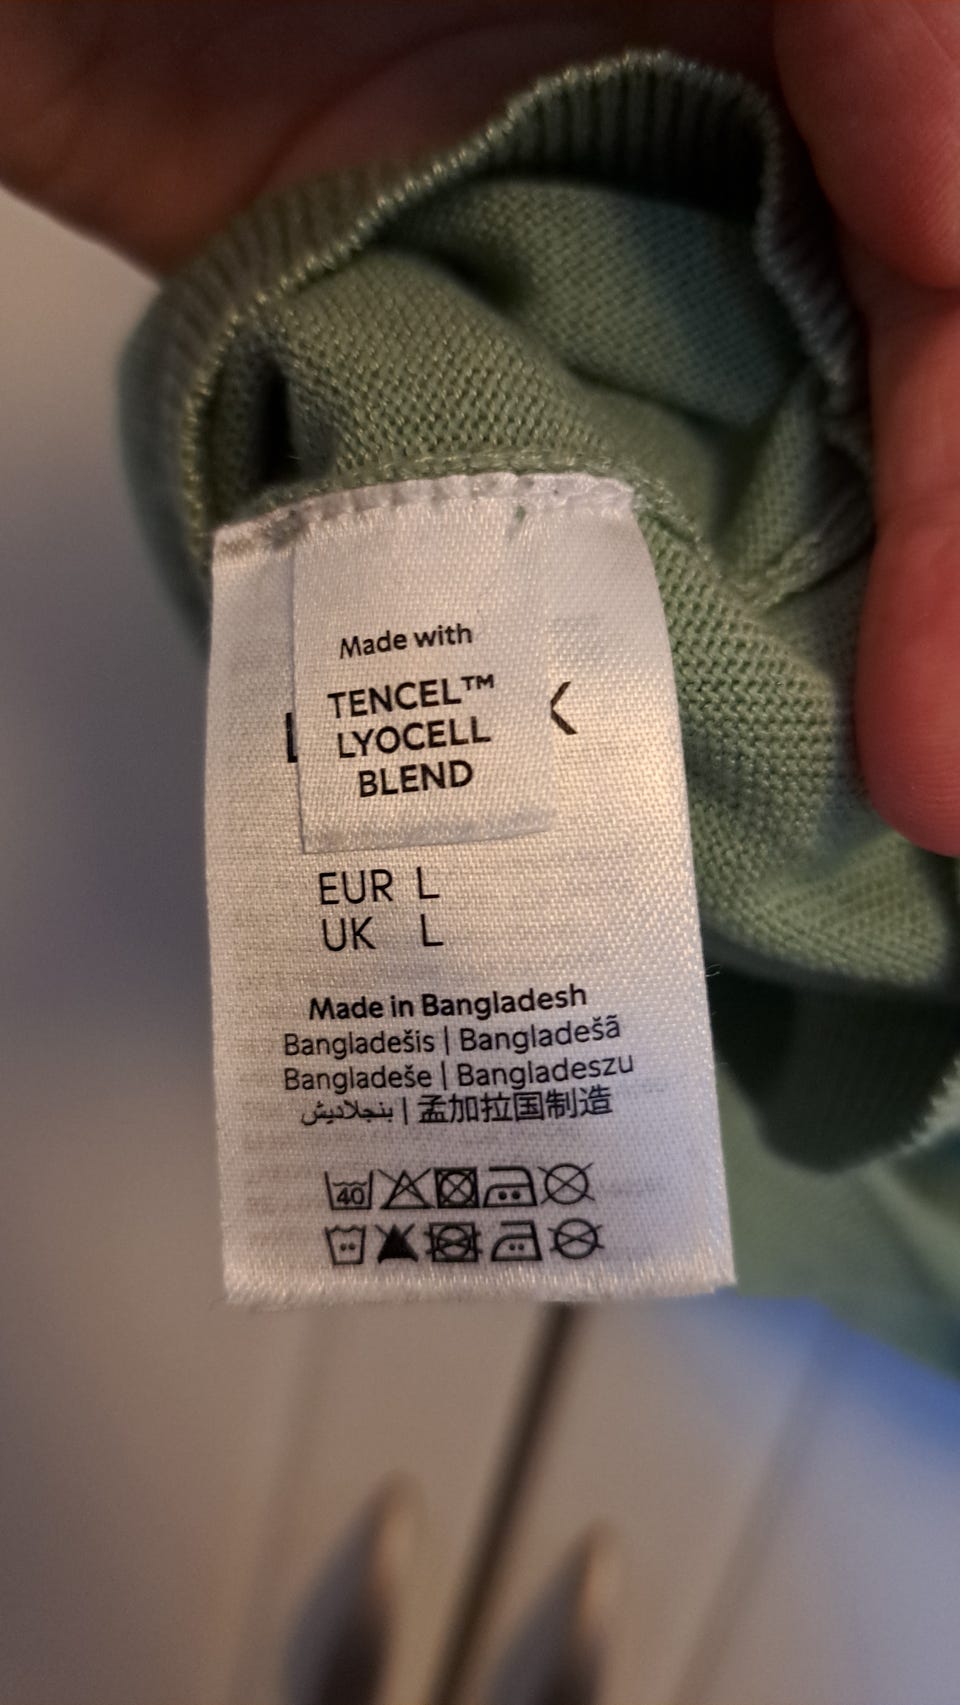 Made with
TENCEL™
LYOCELL
BLEND
EUR L
UK L
Made in Bangladesh
Bangladešis | Bangladešā
Bangladeše | Bangladeszu
بنجلاديش | 孟加拉国制造
40